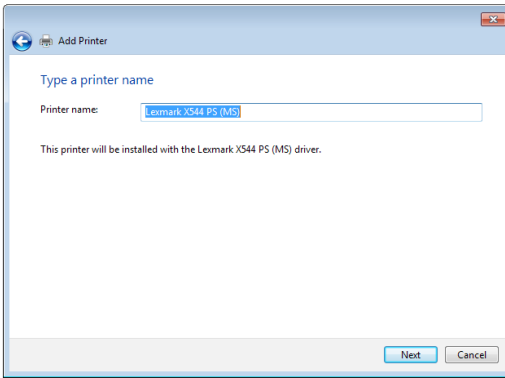 Add Printer
Type a printer name
Printer name: Lexmark X544 PS (MS)
This printer will be installed with the Lexmark X544 PS (MS) driver.
Next Cancel